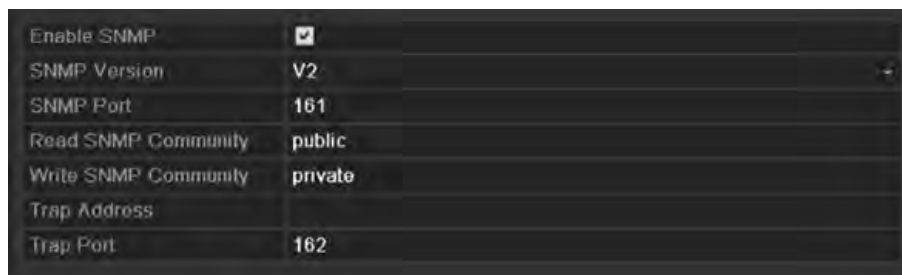 Enable SNMP
SNMP Version V2
SNMP Port 161
Read SNMP Community public
Write SNMP Community private
Trap Address
Trap Port 162